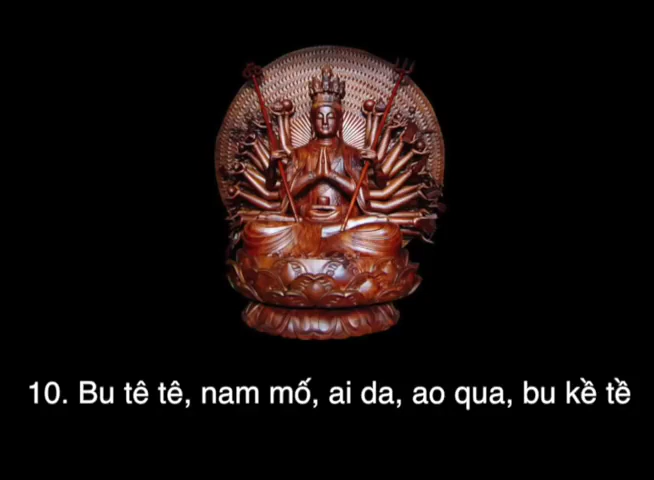 10. Bu tê tê, nam mố, ai da, ao qua, bu kề tề